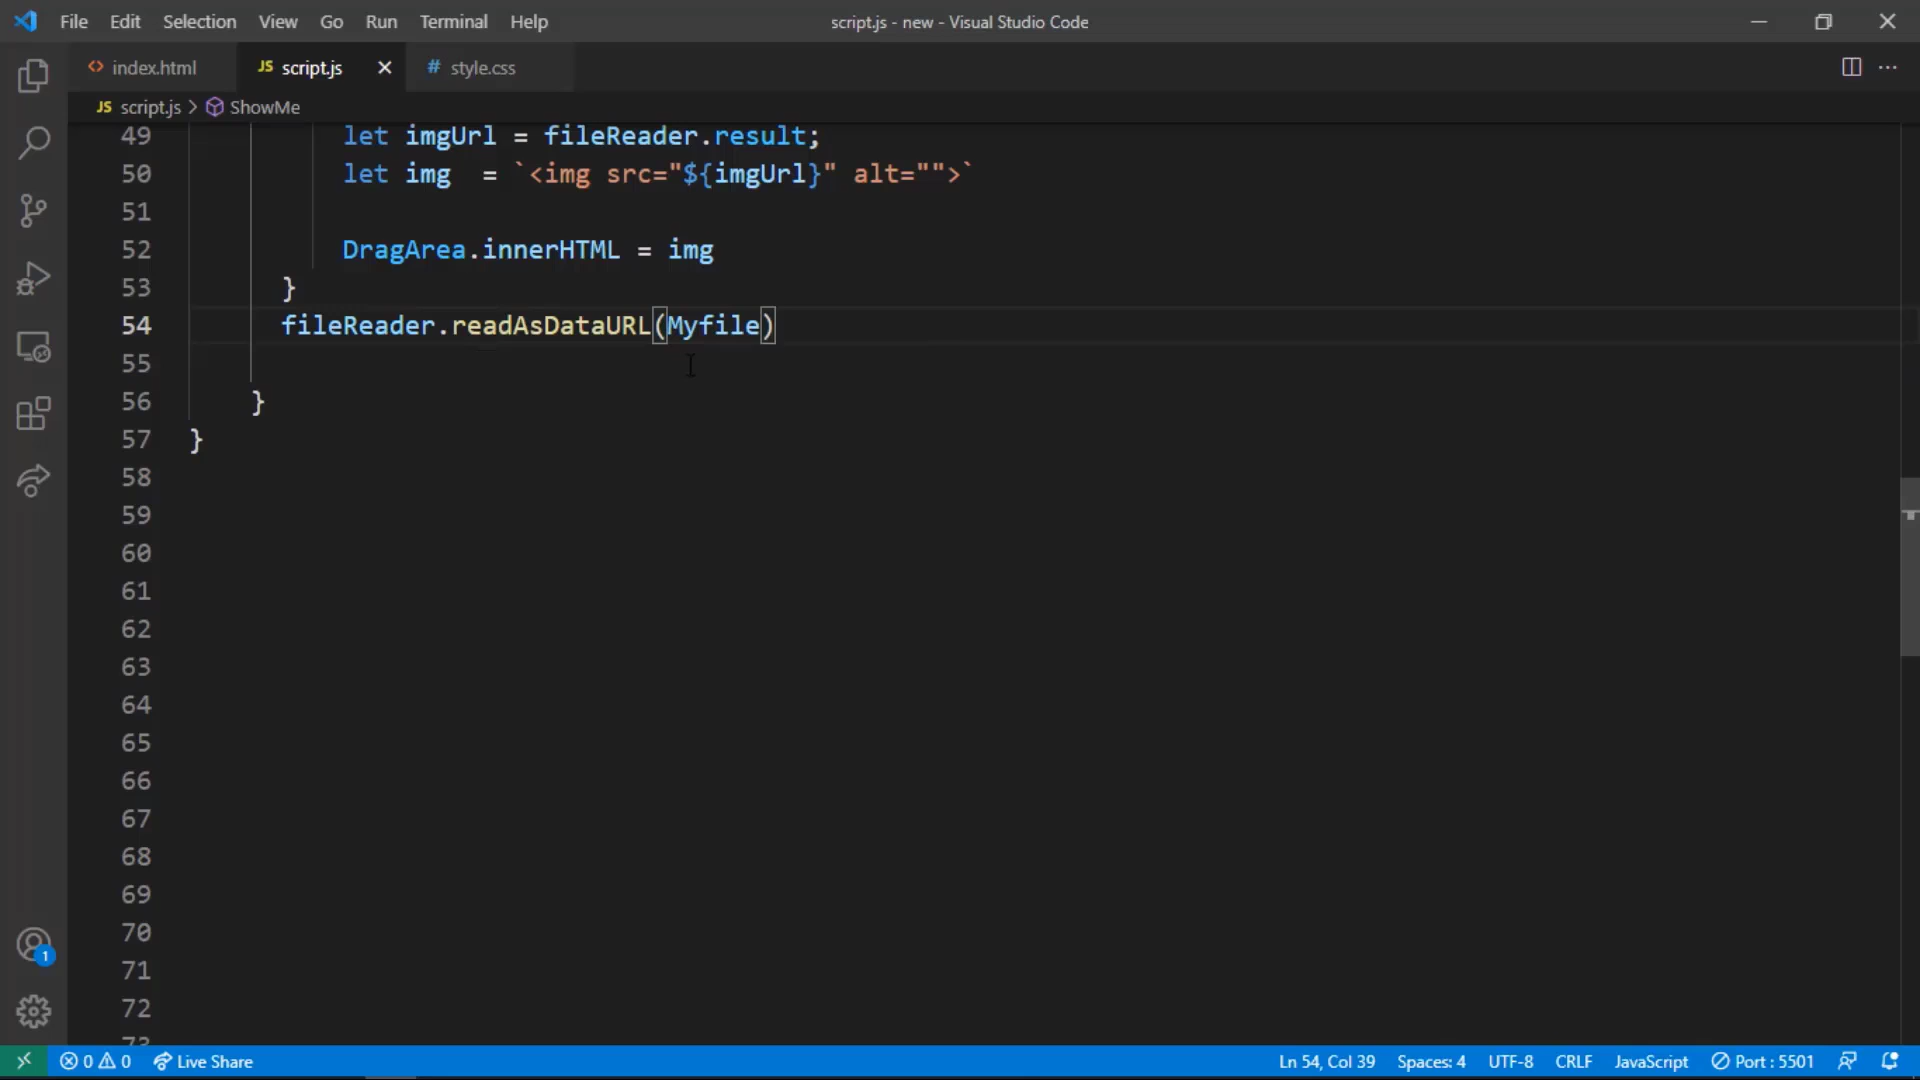 File Edit Selection View Go Run Terminal Help script.js - new - Visual Studio Code
<> index.html JS script.js # style.css
JS script.js > ShowMe
49 let imgUrl = fileReader.result;
50 let img  = `<img src="${imgUrl}" alt="">`
51
52 DragArea.innerHTML = img
53 }
54 fileReader.readAsDataURL(Myfile)
55
56 }
57 }
58
59
60
61
62
63
64
65
66
67
68
69
70
71
72
73
1
0 0 Live Share Ln 54, Col 39 Spaces: 4 UTF-8 CRLF JavaScript Port : 5501